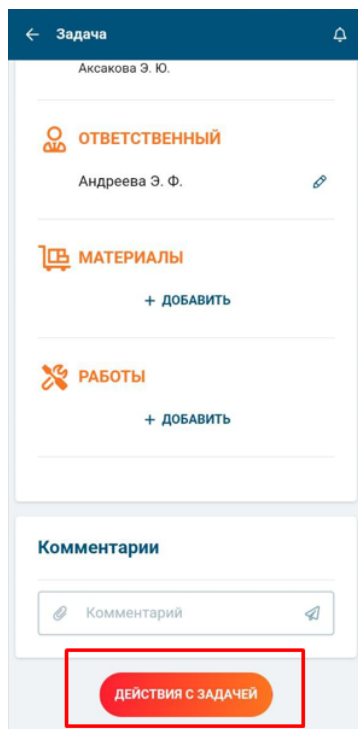 Задача
Аксакова Э. Ю.
ОТВЕТСТВЕННЫЙ
Андреева Э. Ф.
МАТЕРИАЛЫ
+ ДОБАВИТЬ
РАБОТЫ
+ ДОБАВИТЬ
Комментарии
Комментарий
ДЕЙСТВИЯ С ЗАДАЧЕЙ